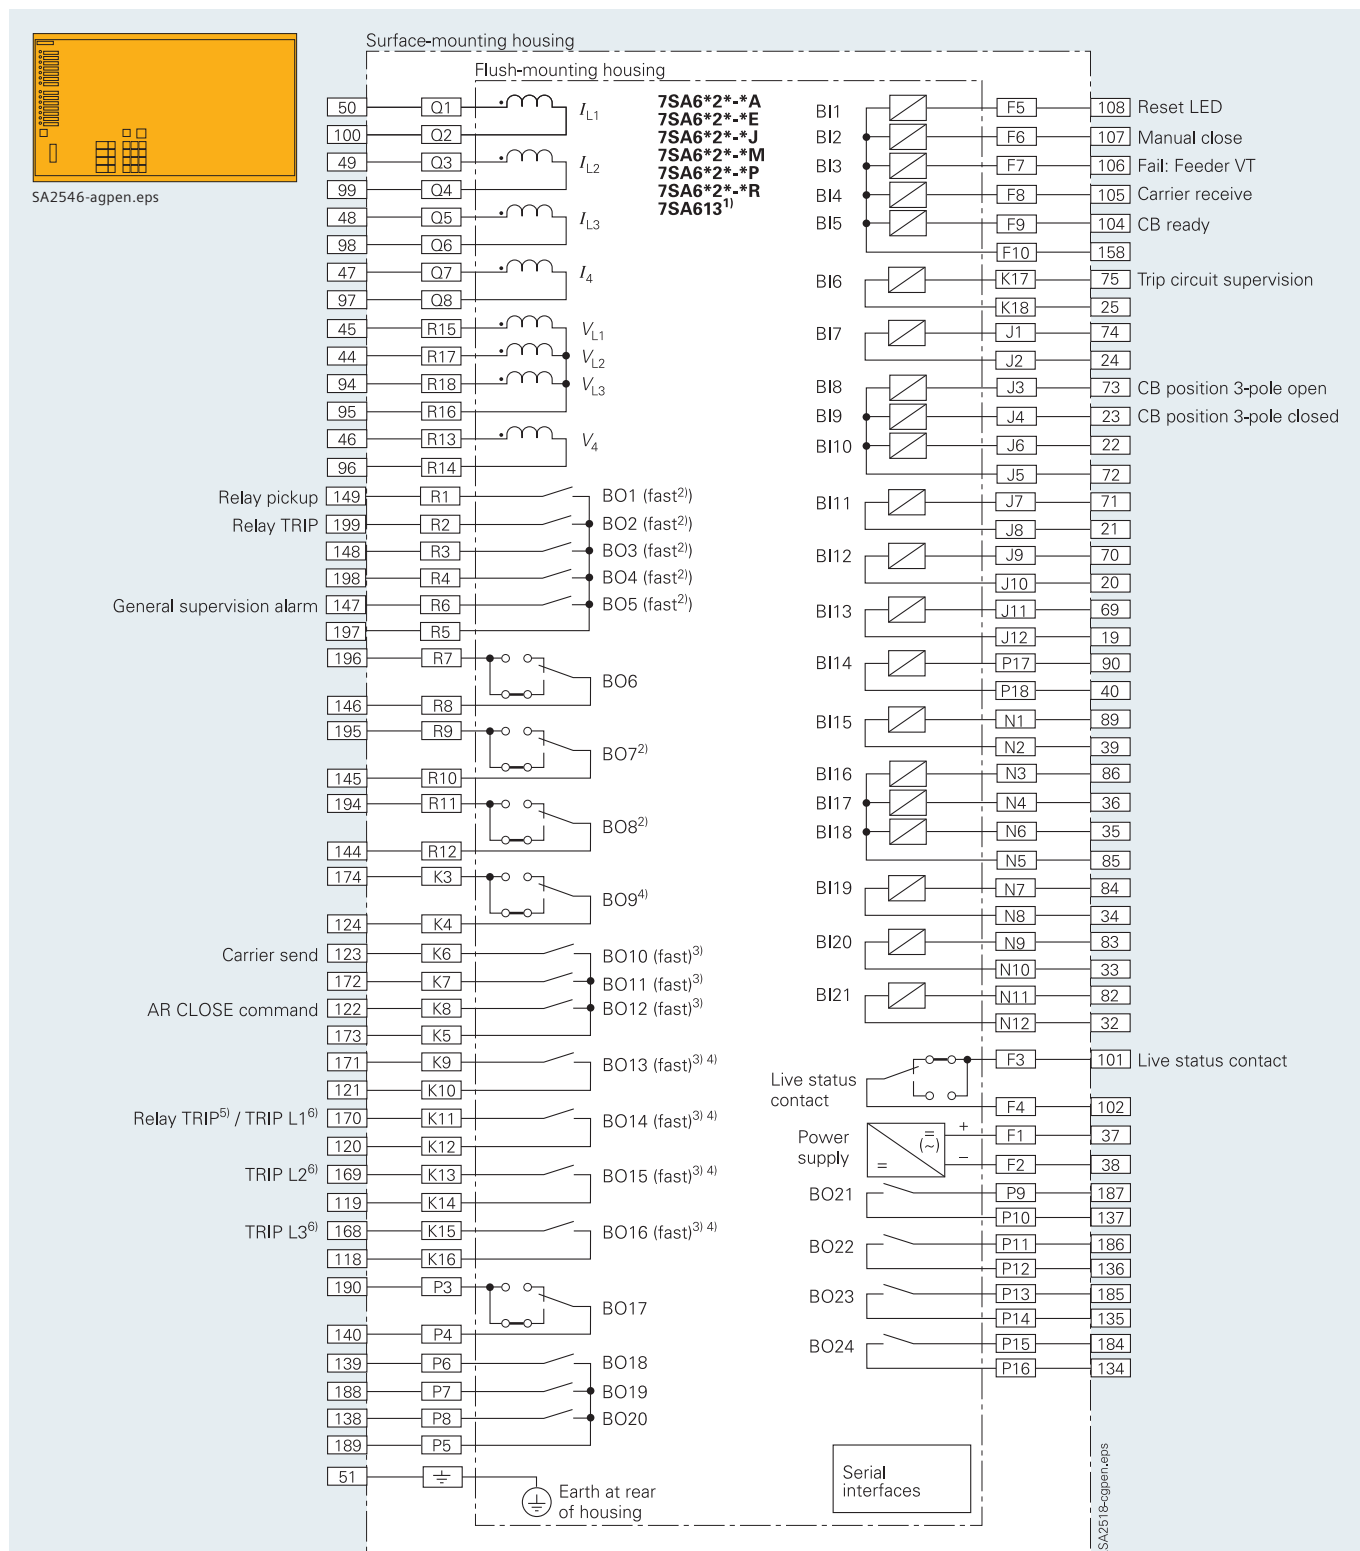 Surface-mounting housing
Flush-mounting housing
SA2546-agpen.eps
7SA6*2*-*A
7SA6*2*-*E
7SA6*2*-*J
7SA6*2*-*M
7SA6*2*-*P
7SA6*2*-*R
7SA613¹⁾
50 Q1 I L1
100 Q2
49 Q3 I L2
99 Q4
48 Q5 I L3
98 Q6
47 Q7 I 4
97 Q8
45 R15 V L1
44 R17 V L2
94 R18 V L3
95 R16
46 R13 V 4
96 R14
Relay pickup 149 R1 BO1 (fast²⁾)
Relay TRIP 199 R2 BO2 (fast²⁾)
148 R3 BO3 (fast²⁾)
198 R4 BO4 (fast²⁾)
General supervision alarm 147 R6 BO5 (fast²⁾)
197 R5
196 R7
BO6
146 R8
195 R9
BO7²⁾
145 R10
194 R11
BO8²⁾
144 R12
174 K3
BO9⁴⁾
124 K4
Carrier send 123 K6 BO10 (fast)³⁾
172 K7 BO11 (fast)³⁾
AR CLOSE command 122 K8 BO12 (fast)³⁾
173 K5
171 K9 BO13 (fast)³⁾ ⁴⁾
121 K10
Relay TRIP⁵⁾ / TRIP L1⁶⁾ 170 K11 BO14 (fast)³⁾ ⁴⁾
120 K12
TRIP L2⁶⁾ 169 K13 BO15 (fast)³⁾ ⁴⁾
119 K14
TRIP L3⁶⁾ 168 K15 BO16 (fast)³⁾ ⁴⁾
118 K16
190 P3
BO17
140 P4
139 P6 BO18
188 P7 BO19
138 P8 BO20
189 P5
51
Earth at rear
of housing
BI1 F5 108 Reset LED
BI2 F6 107 Manual close
BI3 F7 106 Fail: Feeder VT
BI4 F8 105 Carrier receive
BI5 F9 104 CB ready
F10 158
BI6 K17 75 Trip circuit supervision
K18 25
BI7 J1 74
J2 24
BI8 J3 73 CB position 3-pole open
BI9 J4 23 CB position 3-pole closed
BI10 J6 22
J5 72
BI11 J7 71
J8 21
BI12 J9 70
J10 20
BI13 J11 69
J12 19
BI14 P17 90
P18 40
BI15 N1 89
N2 39
BI16 N3 86
BI17 N4 36
BI18 N6 35
N5 85
BI19 N7 84
N8 34
BI20 N9 83
N10 33
BI21 N11 82
N12 32
F3 101 Live status contact
Live status
contact
F4 102
Power
supply
= (~) =
+ F1 37
− F2 38
BO21 P9 187
P10 137
BO22 P11 186
P12 136
BO23 P13 185
P14 135
BO24 P15 184
P16 134
Serial
interfaces
SA2518-cgpen.eps